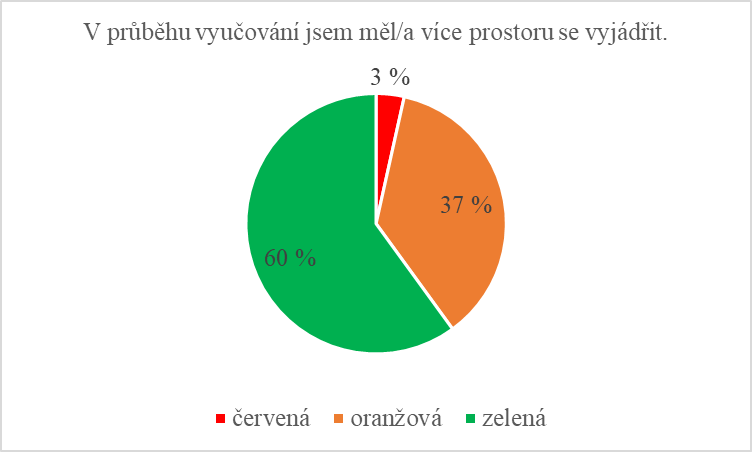 V průběhu vyučování jsem měl/a více prostoru se vyjádřit.
3 %
37 %
60 %
červená oranžová zelená